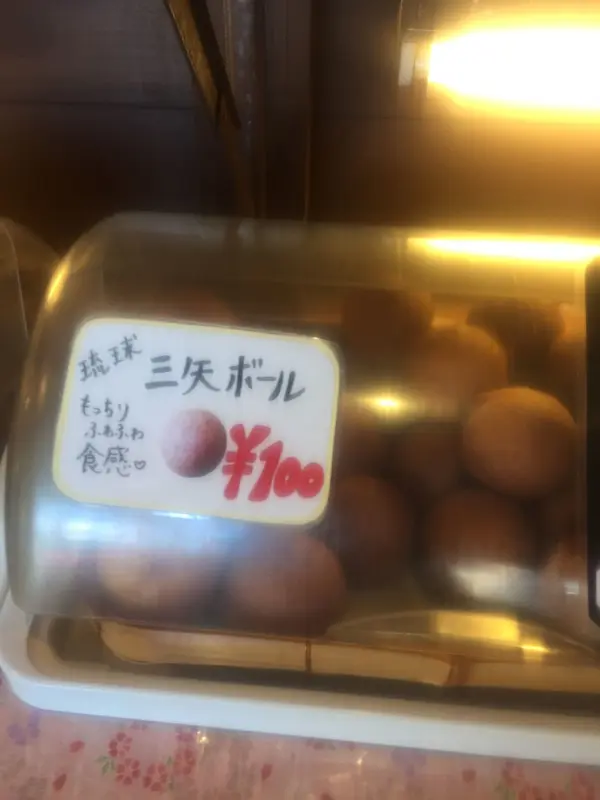 琉球
三矢ボール
もっちり
ふわふわ
食感♡
¥100